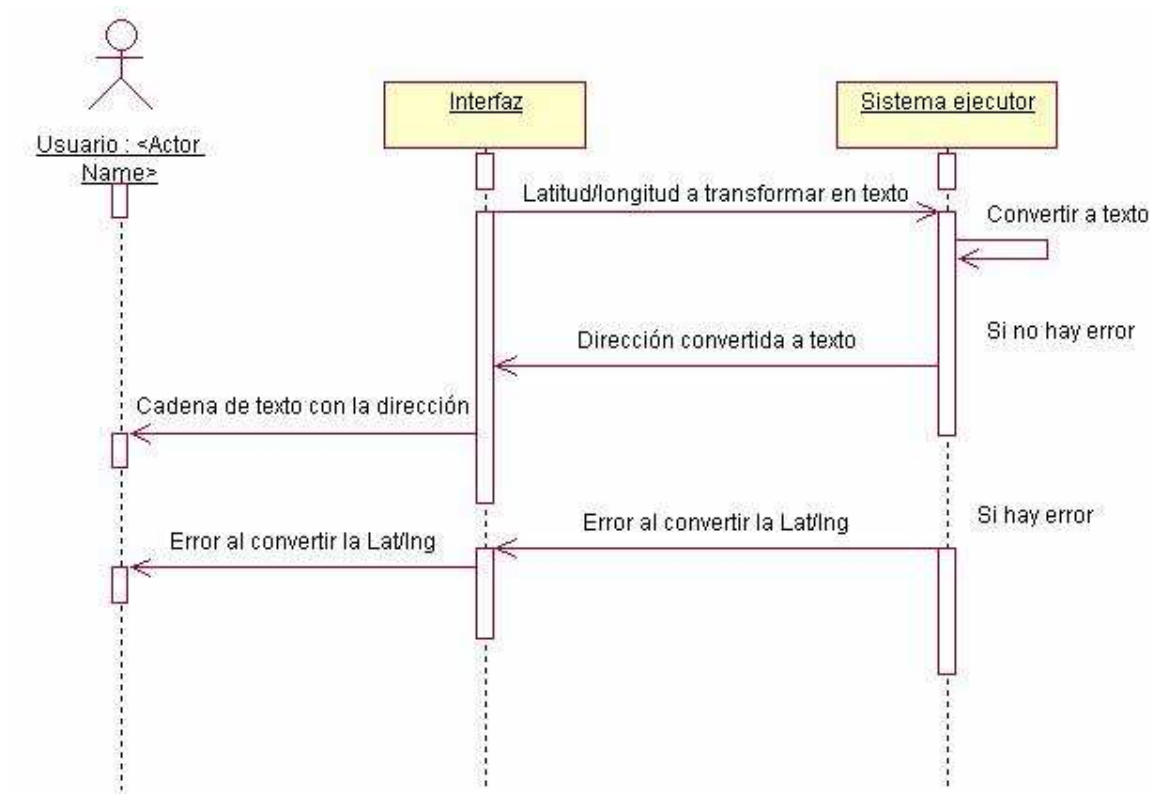 Usuario : <Actor
Name>
Interfaz
Sistema ejecutor
Latitud/longitud a transformar en texto
Convertir a texto
Si no hay error
Dirección convertida a texto
Cadena de texto con la dirección
Si hay error
Error al convertir la Lat/lng
Error al convertir la Lat/lng